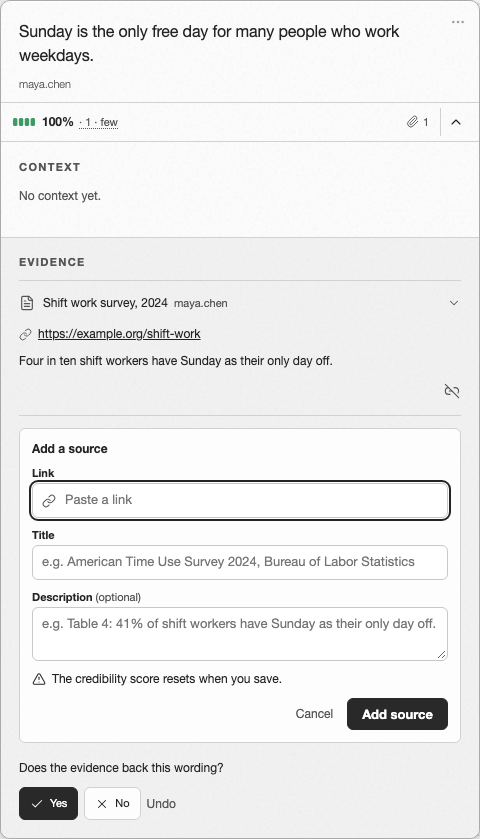 Sunday is the only free day for many people who work
weekdays.
maya.chen
100% · 1 · few
1
CONTEXT
No context yet.
EVIDENCE
Shift work survey, 2024 maya.chen
https://example.org/shift-work
Four in ten shift workers have Sunday as their only day off.
Add a source
Link
Paste a link
Title
e.g. American Time Use Survey 2024, Bureau of Labor Statistics
Description (optional)
e.g. Table 4: 41% of shift workers have Sunday as their only day off.
The credibility score resets when you save.
Cancel Add source
Does the evidence back this wording?
Yes No Undo